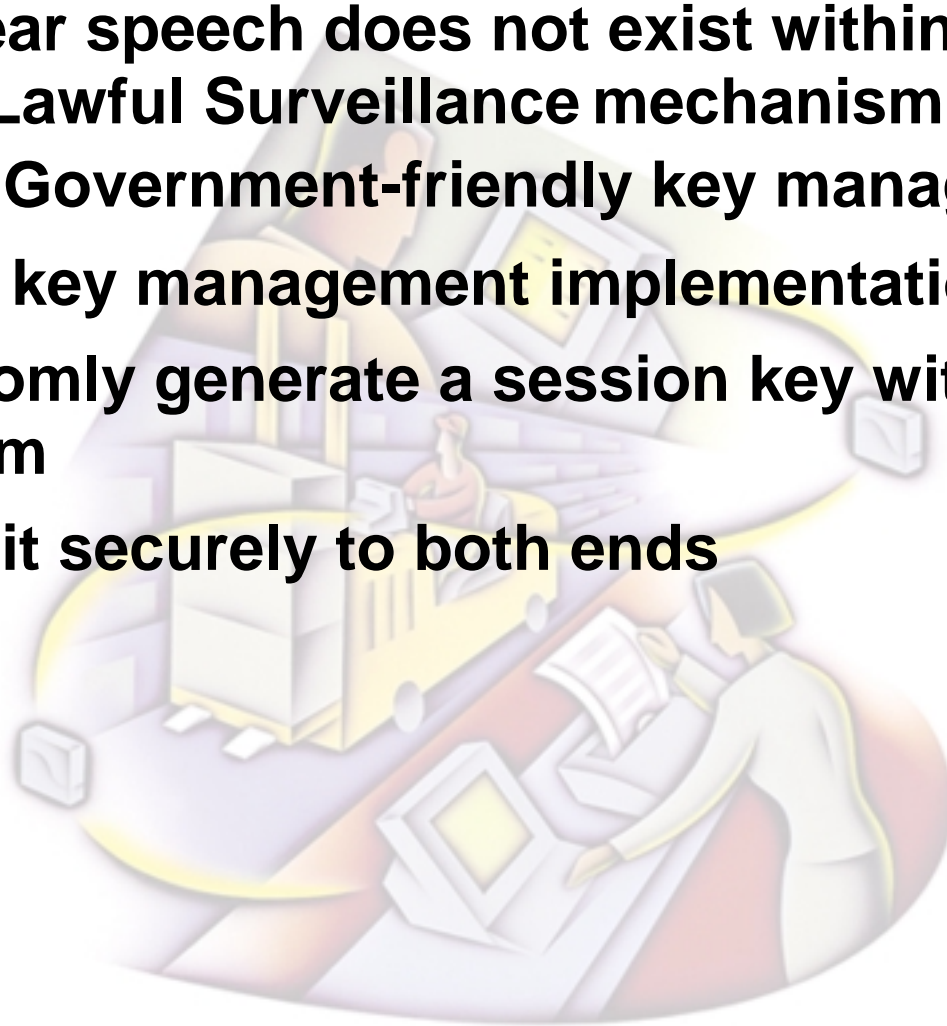 ear speech does not exist within
Lawful Surveillance mechanism
Government-friendly key manag
key management implementatio
omly generate a session key wit
m
it securely to both ends